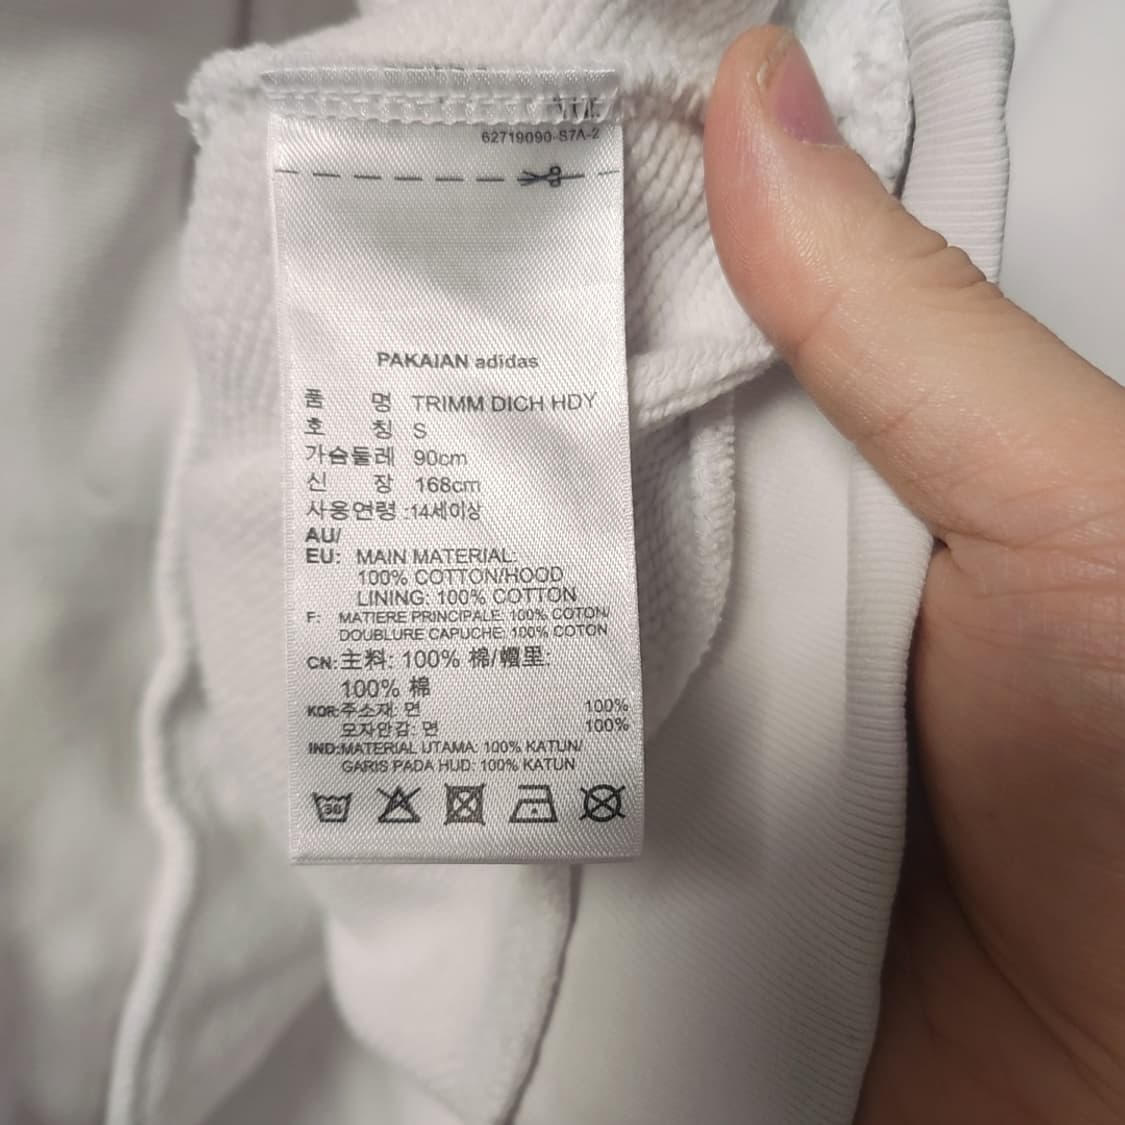 62719090-S7A-2
PAKAIAN adidas
품 명 TRIMM DICH HDY
호 칭 S
가슴둘레 90cm
신 장 168cm
사용연령 :14세이상
AU/
EU: MAIN MATERIAL:
100% COTTON/HOOD
LINING: 100% COTTON
F: MATIERE PRINCIPALE: 100% COTON/
DOUBLURE CAPUCHE: 100% COTON
CN:主料: 100% 棉/帽里:
100% 棉
KOR:주소재: 면 100%
모자안감: 면 100%
IND:MATERIAL UTAMA: 100% KATUN/
GARIS PADA HUD: 100% KATUN
30